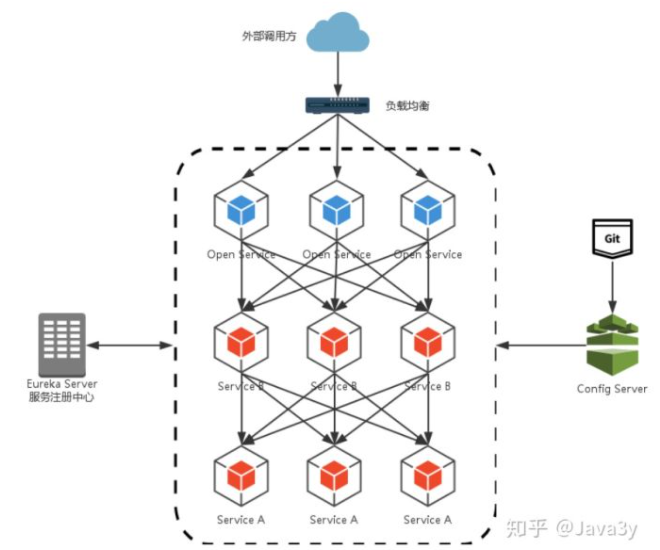 外部调用方
负载均衡
Open Service
Open Service
Open Service
Git
Eureka Server
服务注册中心
Service B
Service B
Service B
Config Server
Service A
Service A
Service A
知乎 @Java3y